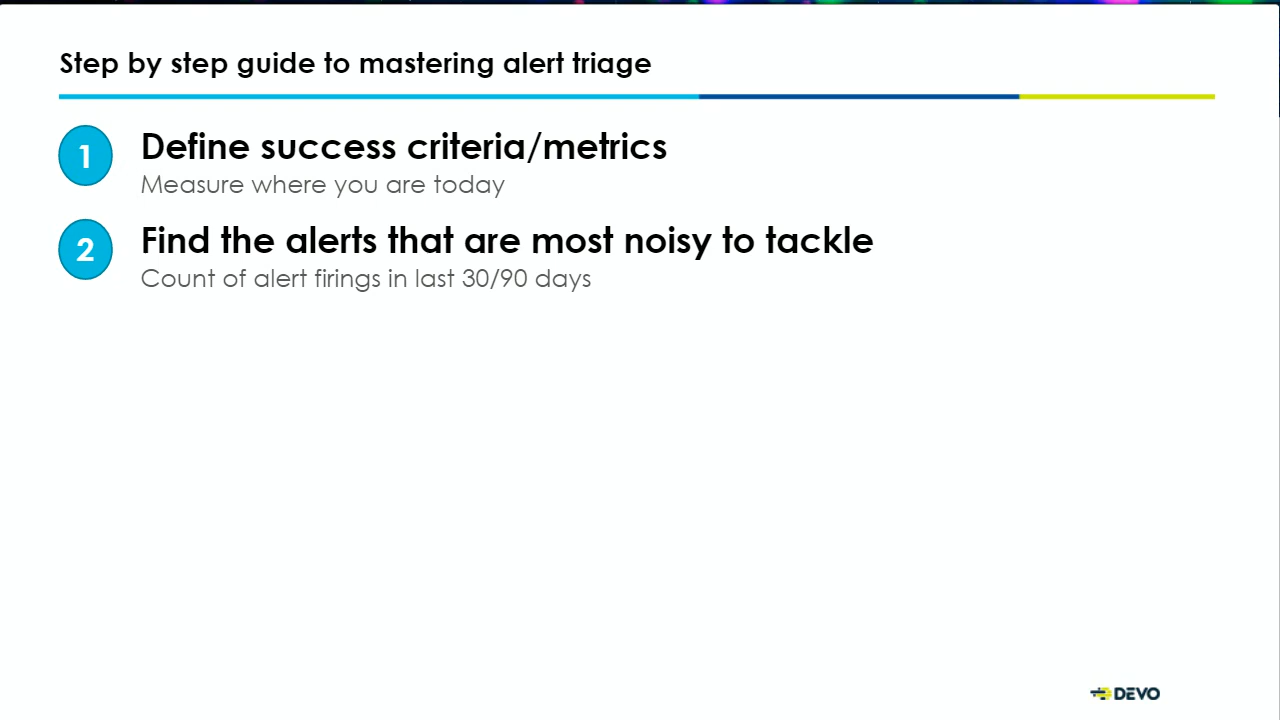 Step by step guide to mastering alert triage
1
Define success criteria/metrics
Measure where you are today
2
Find the alerts that are most noisy to tackle
Count of alert firings in last 30/90 days
DEVO